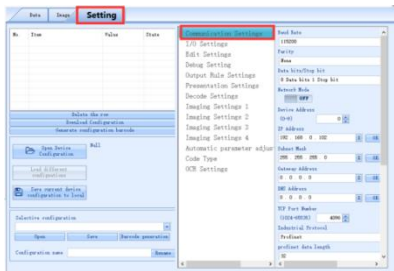 Data Image Setting
No Item Value State
Delete the row
Download Configuration
Generate configuration barcode
Open Device Configuration
Null
Load different configurations
Save current device configuration to local
Selective configuration
Open Save Barcode generation
Configuration name Rename
Communication Settings
I/O Settings
Edit Settings
Debug Setting
Output Rule Settings
Presentation Settings
Decode Settings
Imaging Settings 1
Imaging Settings 2
Imaging Settings 3
Imaging Settings 4
Automatic parameter adjus
Code Type
OCR Settings
Baud Rate
115200
Parity
None
Data bits/Stop bit
8 Data bits 1 Stop bit
Network Mode
OFF
Device Address
0
IP Address
192 .168 . 0 .102
Subnet Mask
255 .255 .255 . 0
Gateway Address
0 . 0 . 0 . 0
DNS Address
0 . 0 . 0 . 0
TCP Port Number
(1024-65535) 4096
Industrial Protocol
Profinet
profinet data length